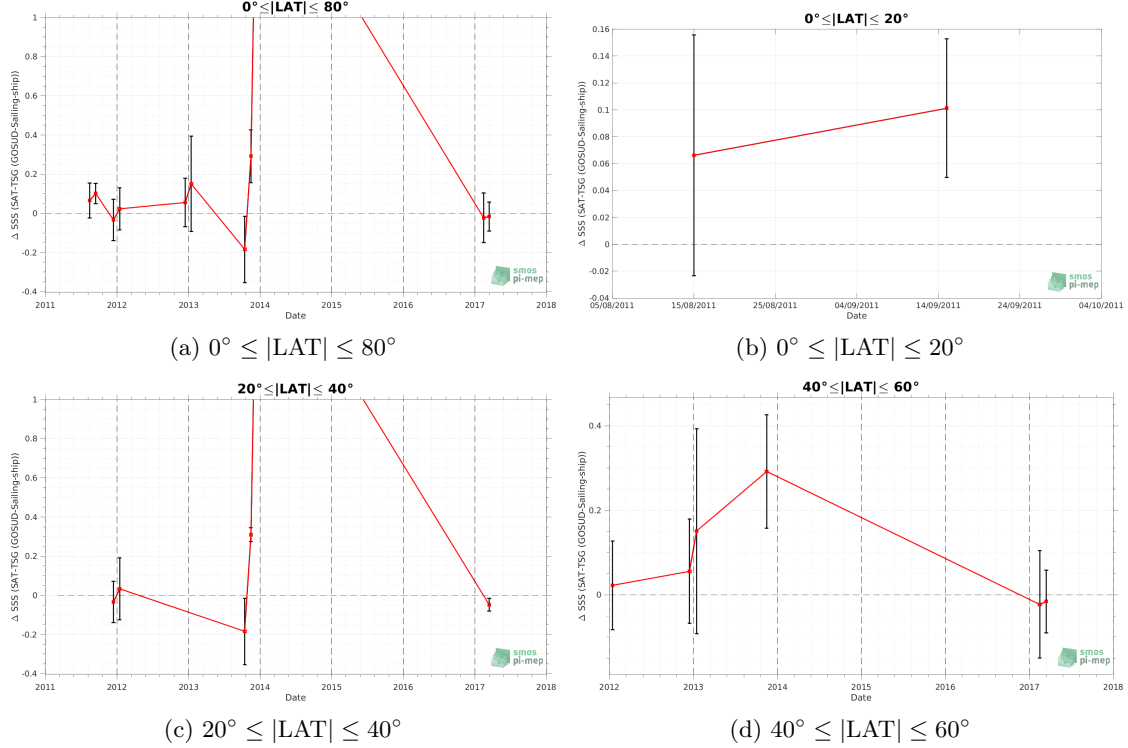 0°≤|LAT|≤ 80°
Δ SSS (SAT-TSG (GOSUD-Sailing-ship))
1
0.8
0.6
0.4
0.2
0
-0.2
-0.4
2011 2012 2013 2014 2015 2016 2017 2018
Date
smos
pi-mep
(a) 0° ≤ |LAT| ≤ 80°
0°≤|LAT|≤ 20°
Δ SSS (SAT-TSG (GOSUD-Sailing-ship))
0.16
0.14
0.12
0.1
0.08
0.06
0.04
0.02
0
-0.02
-0.04
05/08/2011 15/08/2011 25/08/2011 04/09/2011 14/09/2011 24/09/2011 04/10/2011
Date
smos
pi-mep
(b) 0° ≤ |LAT| ≤ 20°
20°≤|LAT|≤ 40°
Δ SSS (SAT-TSG (GOSUD-Sailing-ship))
1
0.8
0.6
0.4
0.2
0
-0.2
-0.4
2011 2012 2013 2014 2015 2016 2017 2018
Date
smos
pi-mep
(c) 20° ≤ |LAT| ≤ 40°
40°≤|LAT|≤ 60°
Δ SSS (SAT-TSG (GOSUD-Sailing-ship))
0.4
0.2
0
2012 2013 2014 2015 2016 2017 2018
Date
smos
pi-mep
(d) 40° ≤ |LAT| ≤ 60°